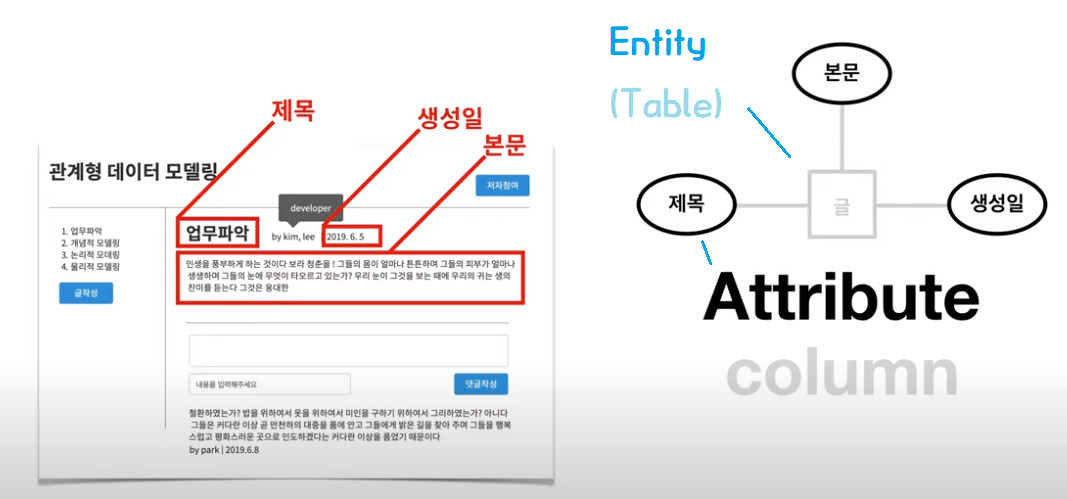 제목
생성일
본문
관계형 데이터 모델링
저자참여
developer
업무파악
by kim, lee | 2019. 6. 5
1. 업무파악
2. 개념적 모델링
3. 논리적 모데링
4. 물리적 모델링
글작성
인생을 풍부하게 하는 것이다 보라 청춘을 ! 그들의 몸이 얼마나 튼튼하며 그들의 피부가 얼마나
생생하며 그들의 눈에 무엇이 타오르고 있는가? 우리 눈이 그것을 보는 때에 우리의 귀는 생의
찬미를 듣는다 그것은 웅대한
내용을 입력해주세요
댓글작성
철환하였는가? 밥을 위하여서 옷을 위하여서 미인을 구하기 위하여서 그리하였는가? 아니다
그들은 커다란 이상 곧 만천하의 대중을 품에 안고 그들에게 밝은 길을 찾아 주며 그들을 행복
스럽고 평화스러운 곳으로 인도하겠다는 커다란 이상을 품었기 때문이다
by park | 2019.6.8
Entity
(Table)
본문
제목
글
생성일
Attribute
column